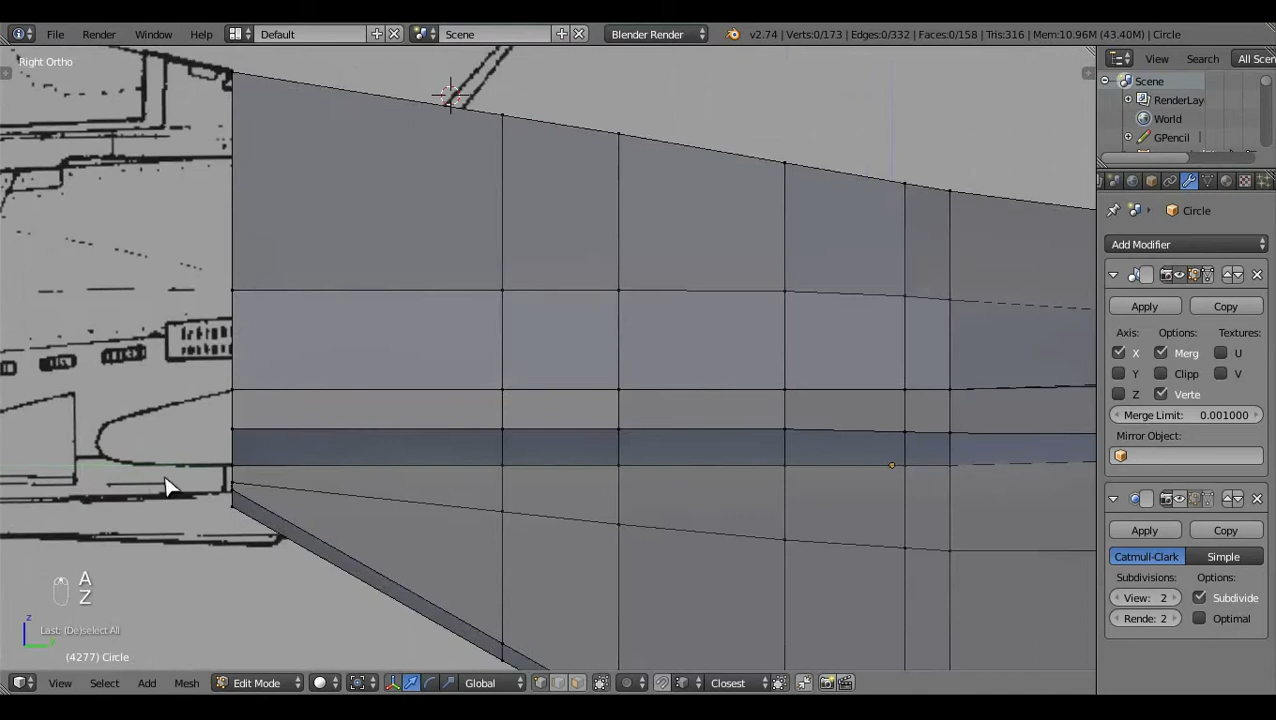 File Render Window Help Default Scene Blender Render v2.74 | Verts:0/173 | Edges:0/332 | Faces:0/158 | Tris:316 | Mem:10.96M (43.40M) | Circle
Right Ortho
View Search All Scen
Scene
RenderLay
World
GPencil
Circle
Add Modifier
Apply Copy
Axis: Options: Textures:
X Merg U
Y Clipp V
Z Verte
Merge Limit: 0.001000
Mirror Object:
Apply Copy
Catmull-Clark Simple
Subdivisions: Options:
View: 2 Subdivide
Rende: 2 Optimal
A
Z
Last: (De)select All
z
y
(4277) Circle
View Select Add Mesh Edit Mode Global Closest